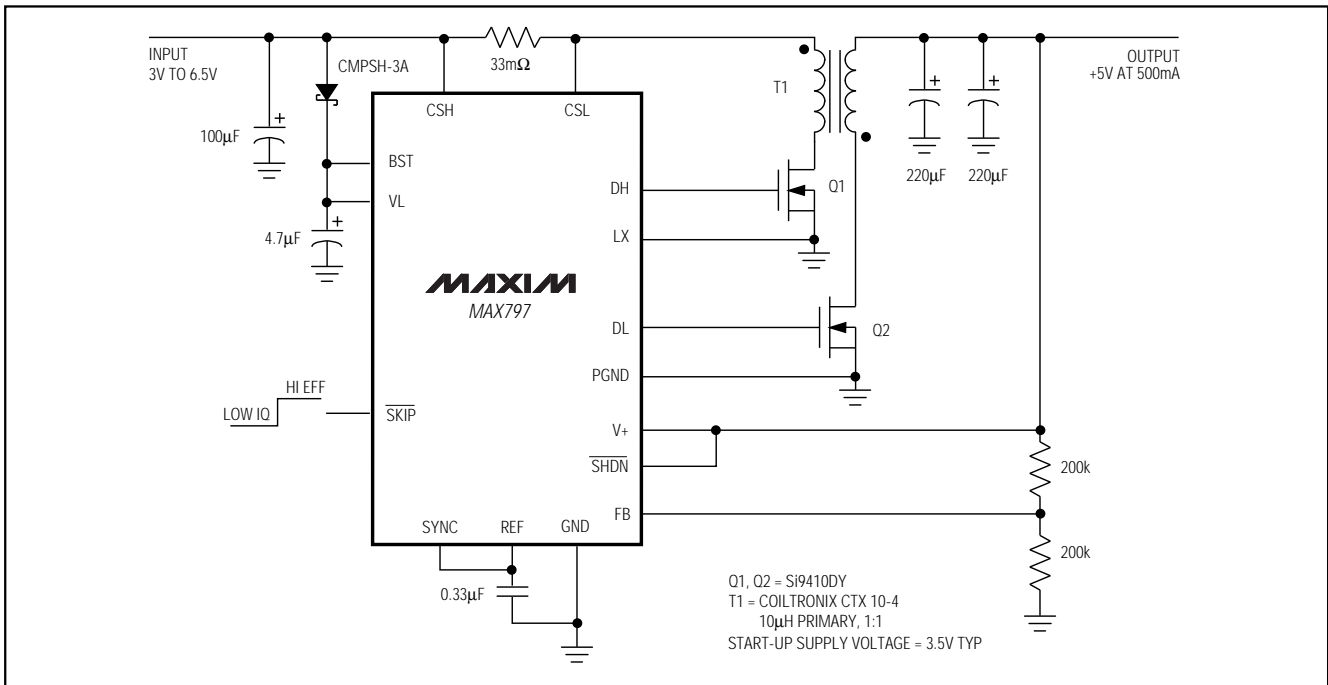 INPUT
3V TO 6.5V
CMPSH-3A
33mΩ
OUTPUT
+5V AT 500mA
T1
CSH
CSL
100µF
+
BST
VL
4.7µF
+
DH
Q1
LX
+
220µF
+
220µF
MAXIM
MAX797
DL
Q2
PGND
HI EFF
LOW IQ
SKIP
V+
SHDN
200k
FB
SYNC
REF
GND
200k
0.33µF
Q1, Q2 = Si9410DY
T1 = COILTRONIX CTX 10-4
10µH PRIMARY, 1:1
START-UP SUPPLY VOLTAGE = 3.5V TYP